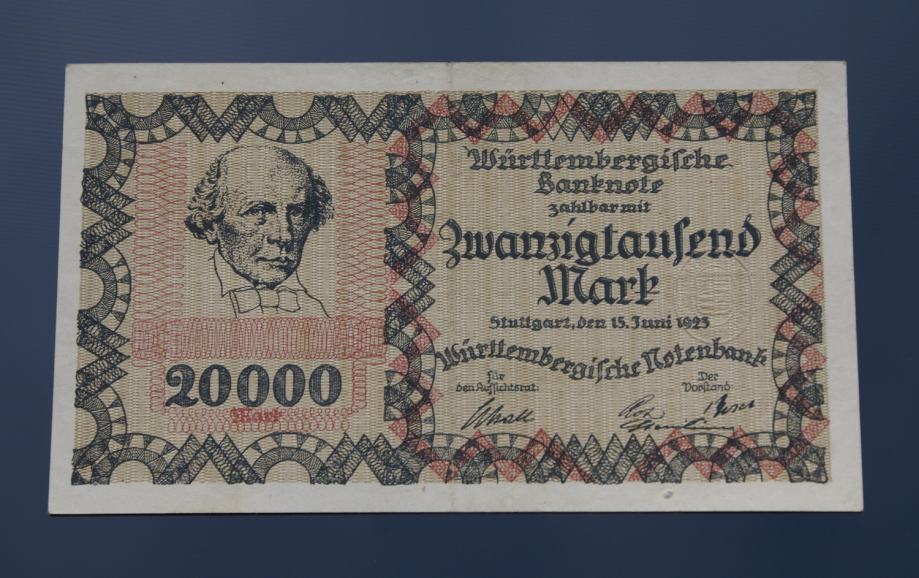 Württembergische
Banknote
zahlbar mit
Zwanzigtausend
Mark
Stuttgart, den 15. Juni 1923
Württembergische Notenbank
für
den Aufsichtsrat:
Der
Vorstand:
20000
Mark